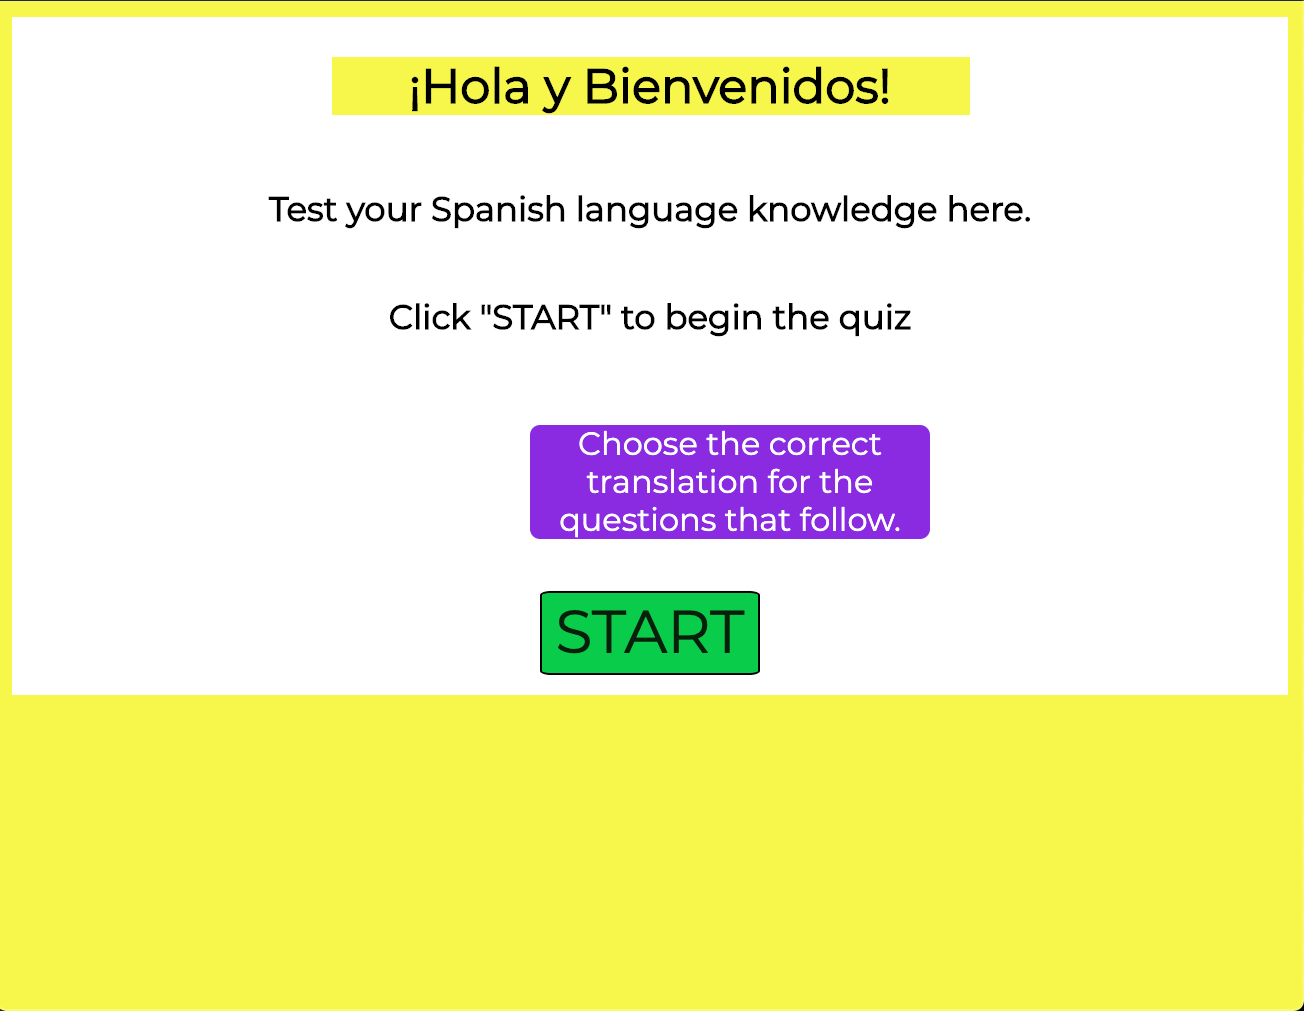 ¡Hola y Bienvenidos!
Test your Spanish language knowledge here.
Click "START" to begin the quiz
Choose the correct
translation for the
questions that follow.
START